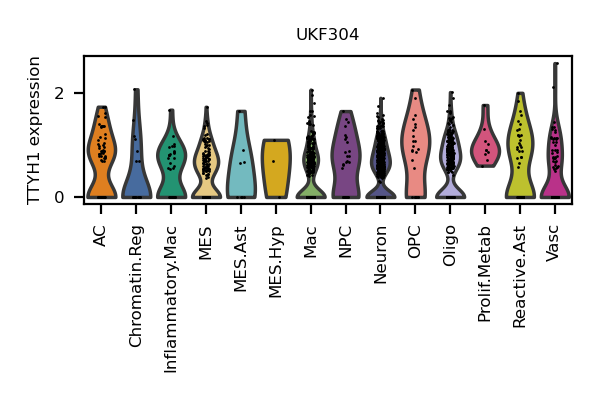 UKF304
TTYH1 expression
2
0
AC
Chromatin.Reg
Inflammatory.Mac
MES
MES.Ast
MES.Hyp
Mac
NPC
Neuron
OPC
Oligo
Prolif.Metab
Reactive.Ast
Vasc